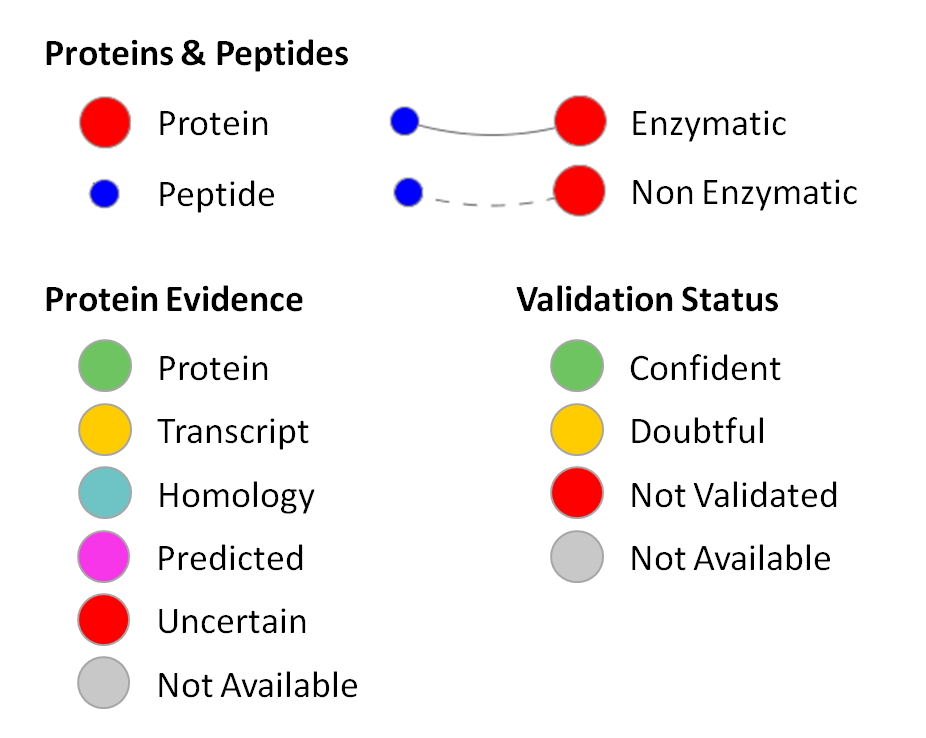 Proteins & Peptides
Protein
Enzymatic
Peptide
Non Enzymatic
Protein Evidence
Protein
Transcript
Homology
Predicted
Uncertain
Not Available
Validation Status
Confident
Doubtful
Not Validated
Not Available